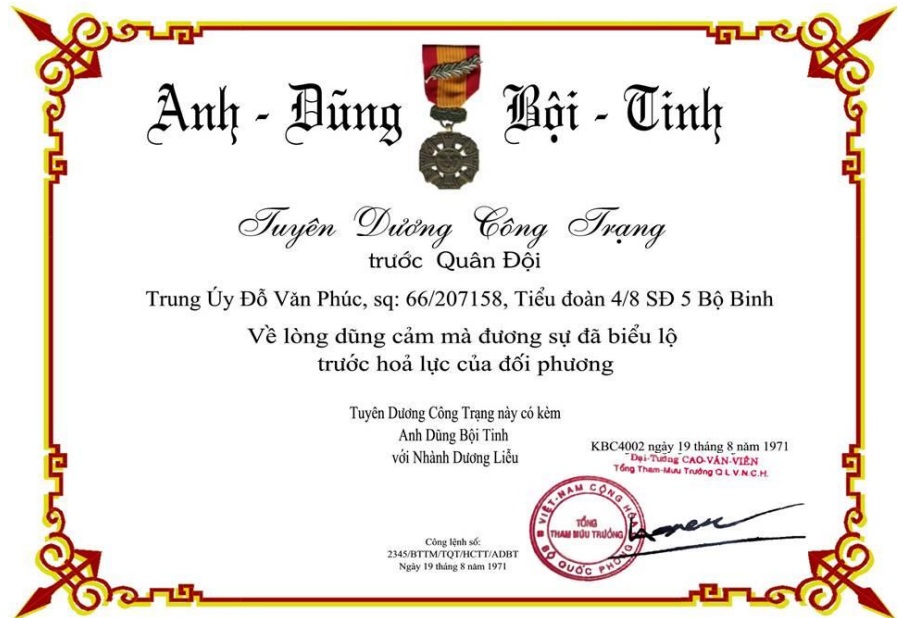 Anh - Dũng Bội - Tinh
Tuyên Dương Công Trạng
trước Quân Đội
Trung Úy Đỗ Văn Phúc, sq: 66/207158, Tiểu đoàn 4/8 SĐ 5 Bộ Binh
Về lòng dũng cảm mà đương sự đã biểu lộ
trước hoả lực của đối phương
Tuyên Dương Công Trạng này có kèm
Anh Dũng Bội Tinh
với Nhành Dương Liễu
KBC4002 ngày 19 tháng 8 năm 1971
Đại-Tướng CAO-VĂN-VIÊN
Tổng Tham-Mưu Trưởng Q.L.V.N.C.H.
VIỆT-NAM CỘNG HÒA
TỔNG
THAM MƯU TRƯỞNG
BỘ QUỐC PHÒNG
Công lệnh số:
2345/BTTM/TQT/HCTT/ADBT
Ngày 19 tháng 8 năm 1971